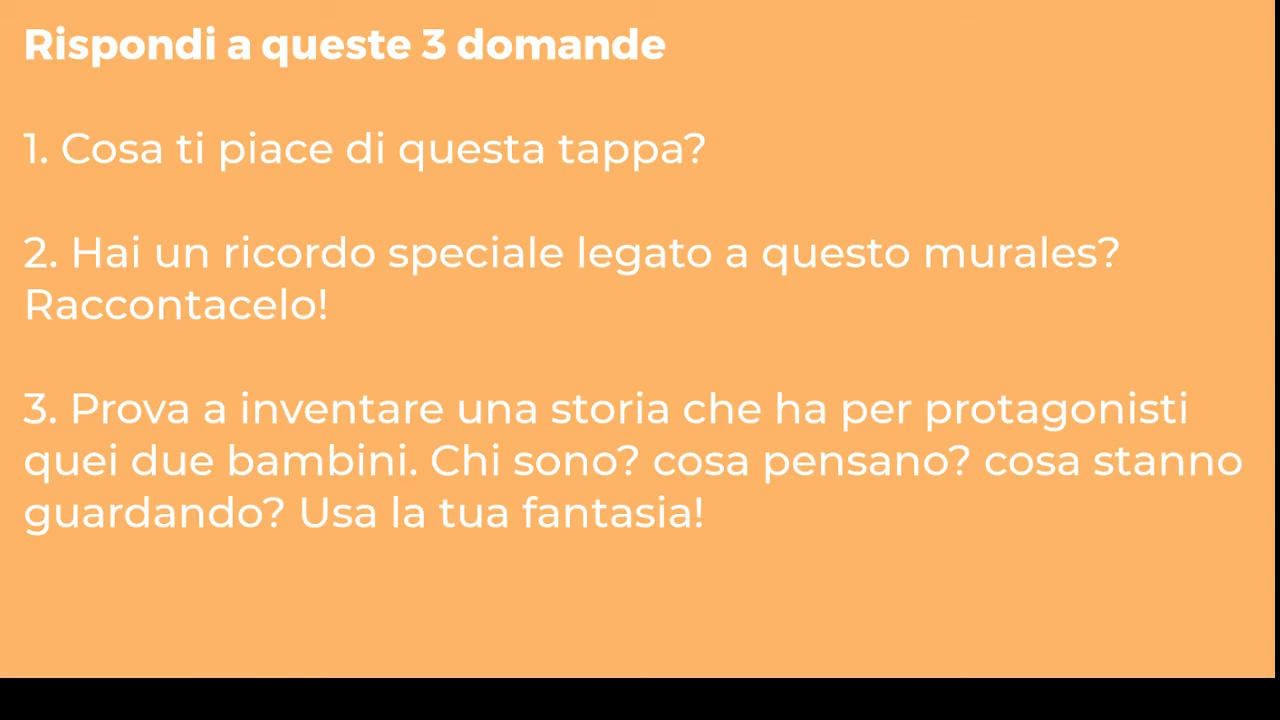 Rispondi a queste 3 domande
1. Cosa ti piace di questa tappa?
2. Hai un ricordo speciale legato a questo murales?
Raccontacelo!
3. Prova a inventare una storia che ha per protagonisti
quei due bambini. Chi sono? cosa pensano? cosa stanno
guardando? Usa la tua fantasia!